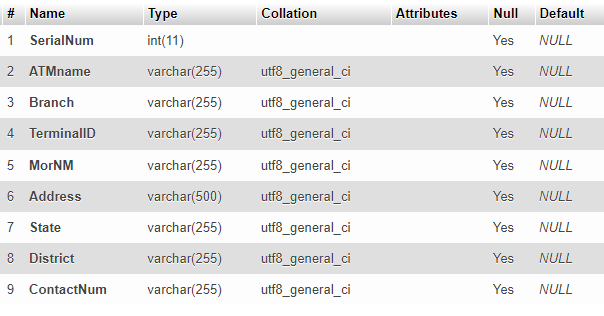 # Name Type Collation Attributes Null Default
1 SerialNum int(11) Yes NULL
2 ATMname varchar(255) utf8_general_ci Yes NULL
3 Branch varchar(255) utf8_general_ci Yes NULL
4 TerminalID varchar(255) utf8_general_ci Yes NULL
5 MorNM varchar(255) utf8_general_ci Yes NULL
6 Address varchar(500) utf8_general_ci Yes NULL
7 State varchar(255) utf8_general_ci Yes NULL
8 District varchar(255) utf8_general_ci Yes NULL
9 ContactNum varchar(255) utf8_general_ci Yes NULL